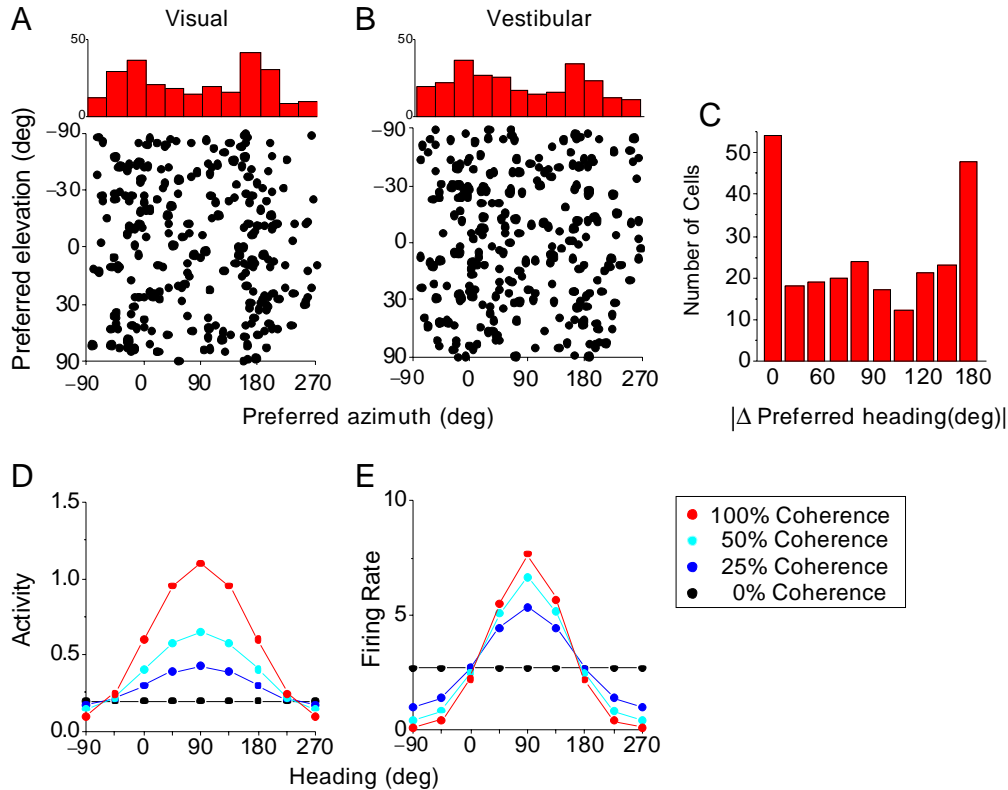 A
Visual
50
0
Preferred elevation (deg)
−90
−30
0
30
90
−90 0 90 180 270
B
Vestibular
50
0
−90
−30
0
30
90
−90 0 90 180 270
Preferred azimuth (deg)
C
Number of Cells
50
40
30
20
10
0
0 60 90 120 180
|Δ Preferred heading(deg)|
D
Activity
1.5
1.0
0.5
0.0
−90 0 90 180 270
E
Firing Rate
10
5
0
−90 0 90 180 270
Heading (deg)
100% Coherence
50% Coherence
25% Coherence
0% Coherence